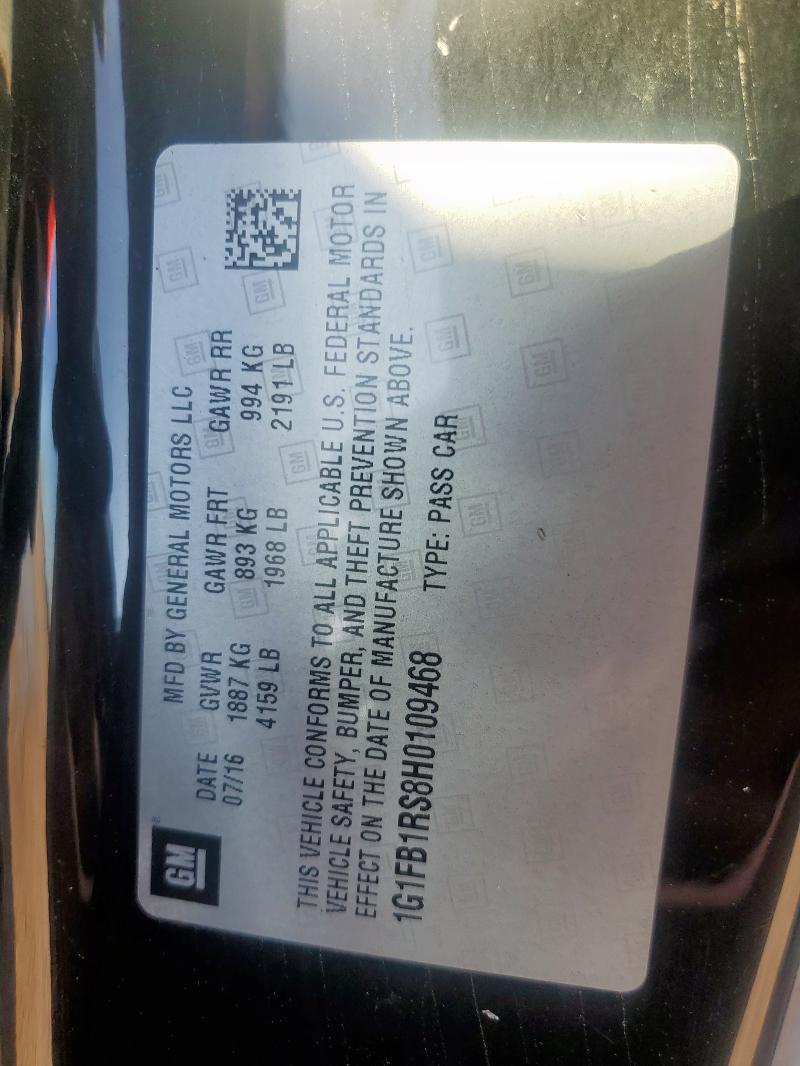 GM
MFD BY GENERAL MOTORS LLC
DATE GVWR GAWR FRT GAWR RR
07/16 1887 KG 893 KG 994 KG
4159 LB 1968 LB 2191 LB
THIS VEHICLE CONFORMS TO ALL APPLICABLE U.S. FEDERAL MOTOR
VEHICLE SAFETY, BUMPER, AND THEFT PREVENTION STANDARDS IN
EFFECT ON THE DATE OF MANUFACTURE SHOWN ABOVE.
1G1FB1RS8H0109468 TYPE: PASS CAR